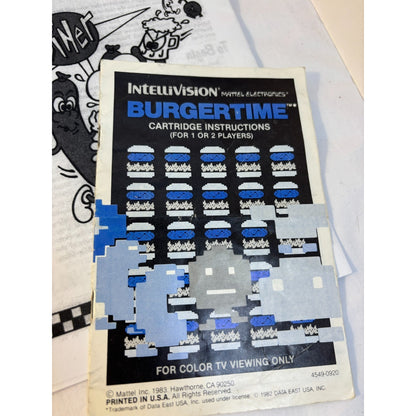 INTELLIVISION MATTEL ELECTRONICS®
BURGERTIME™*
CARTRIDGE INSTRUCTIONS
(FOR 1 OR 2 PLAYERS)
FOR COLOR TV VIEWING ONLY
© Mattel Inc. 1983. Hawthorne, CA 90250.
PRINTED IN U.S.A. All Rights Reserved.
4549-0920
*Trademark of Data East USA, Inc. used under license. © 1982 DATA EAST USA, INC.
To Begin